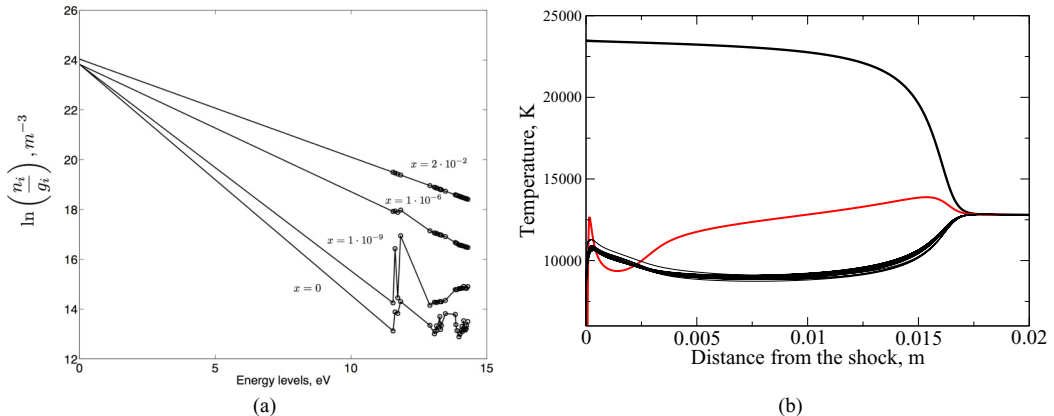 26
24
22
20
18
16
14
12
ln (n_i/g_i), m^{-3}
x = 2 · 10^{-2}
x = 1 · 10^{-6}
x = 1 · 10^{-9}
x = 0
0 5 10 15
Energy levels, eV
(a)
25000
20000
15000
10000
Temperature, K
0 0.005 0.01 0.015 0.02
Distance from the shock, m
(b)